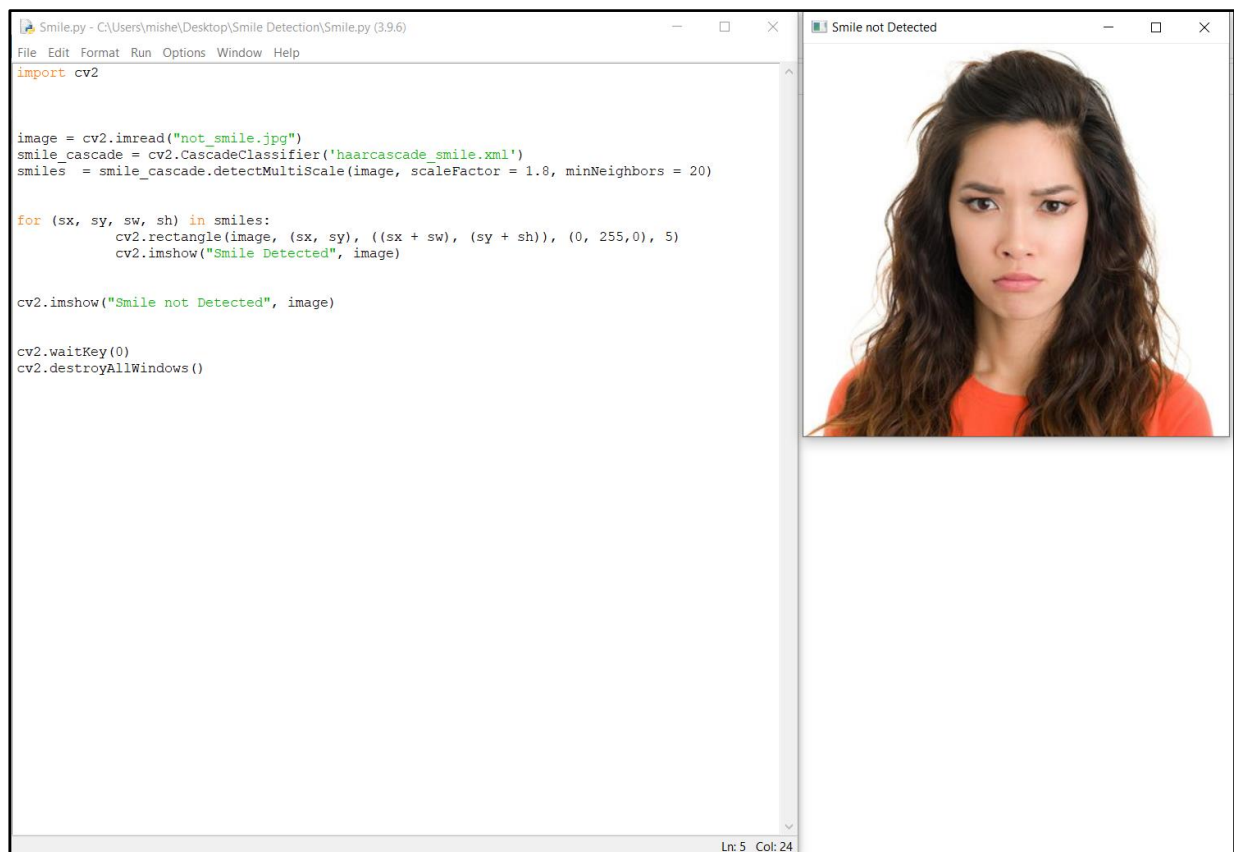 Smile.py - C:\Users\mishe\Desktop\Smile Detection\Smile.py (3.9.6)
File Edit Format Run Options Window Help
import cv2
image = cv2.imread("not_smile.jpg")
smile_cascade = cv2.CascadeClassifier('haarcascade_smile.xml')
smiles  = smile_cascade.detectMultiScale(image, scaleFactor = 1.8, minNeighbors = 20)
for (sx, sy, sw, sh) in smiles:
            cv2.rectangle(image, (sx, sy), ((sx + sw), (sy + sh)), (0, 255,0), 5)
            cv2.imshow("Smile Detected", image)
cv2.imshow("Smile not Detected", image)
cv2.waitKey(0)
cv2.destroyAllWindows()
Ln: 5 Col: 24
Smile not Detected